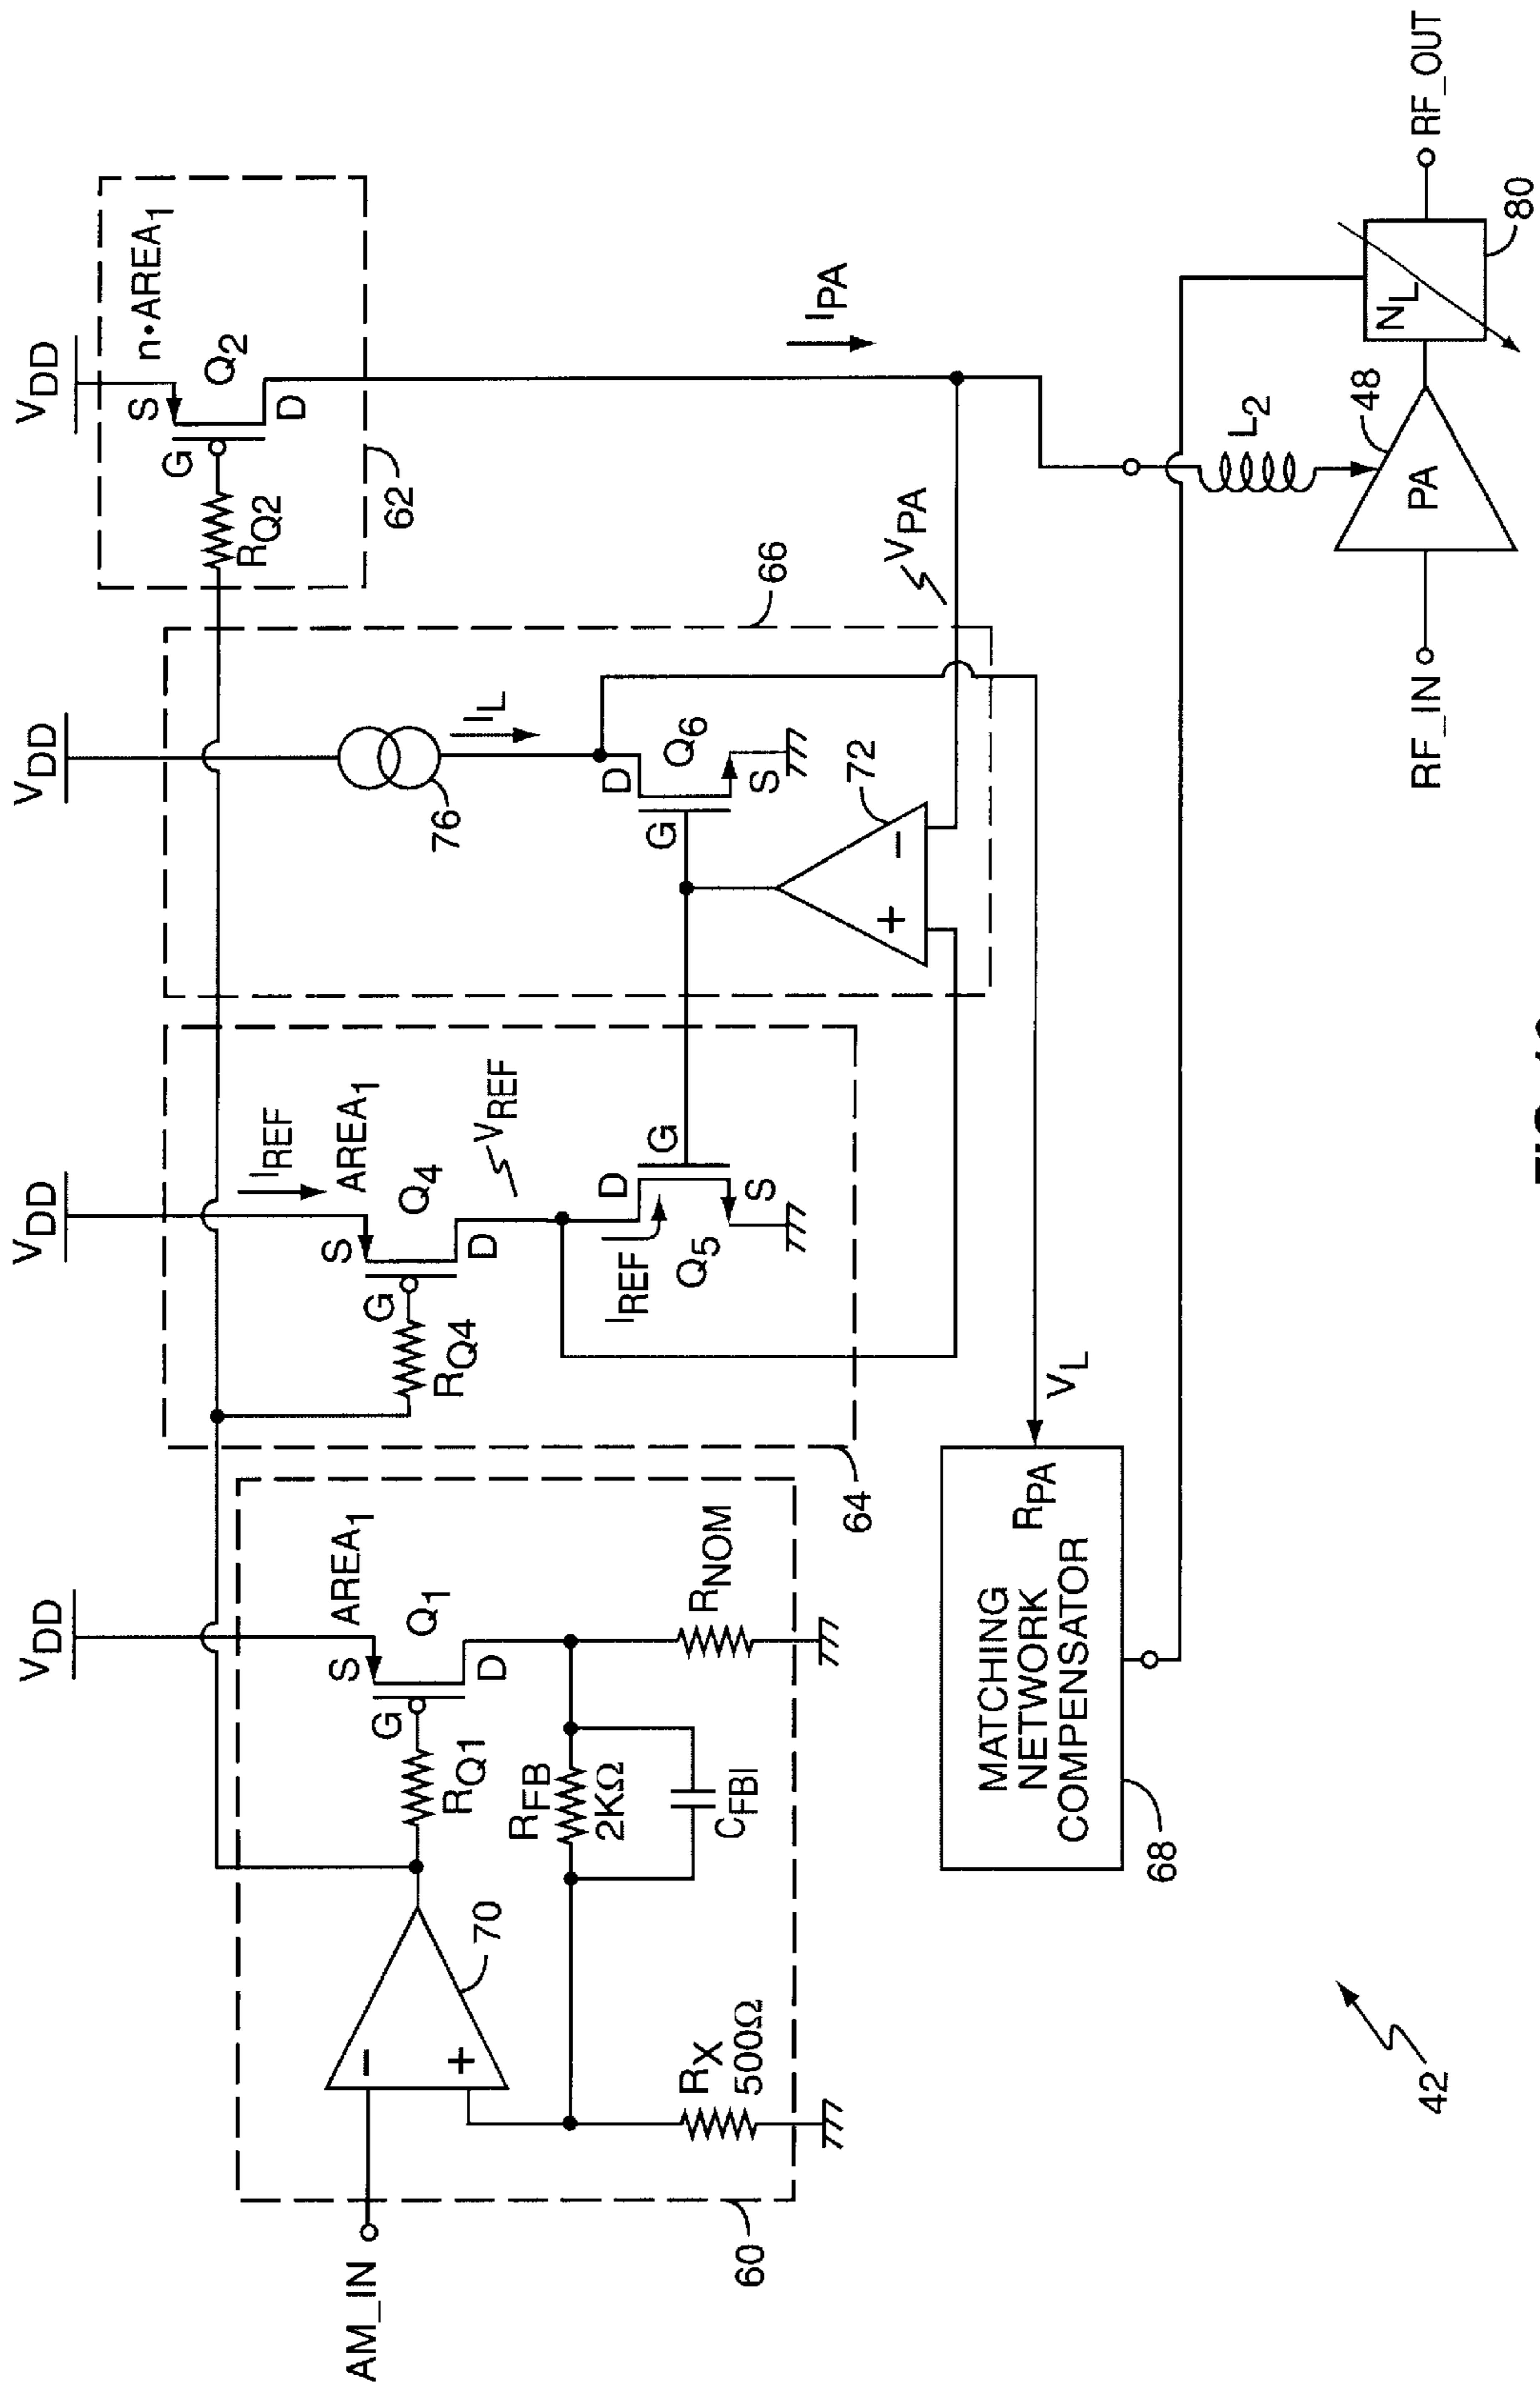 V_DD
V_DD
V_DD
V_DD
AM_IN
60
70
R_Q1
G
S
D
AREA_1
Q_1
R_FB
2KΩ
C_FBI
R_X
500Ω
R_NOM
I_REF
AREA_1
Q_4
S
G
D
R_Q4
V_REF
I_REF
Q_5
D
G
S
64
76
I_L
Q_6
D
G
S
72
66
n•AREA_1
Q_2
S
G
D
R_Q2
62
I_PA
V_PA
V_L
R_PA
MATCHING
NETWORK
COMPENSATOR
68
L_2
48
PA
N_L
80
RF_IN
RF_OUT
42
+
−
+
−